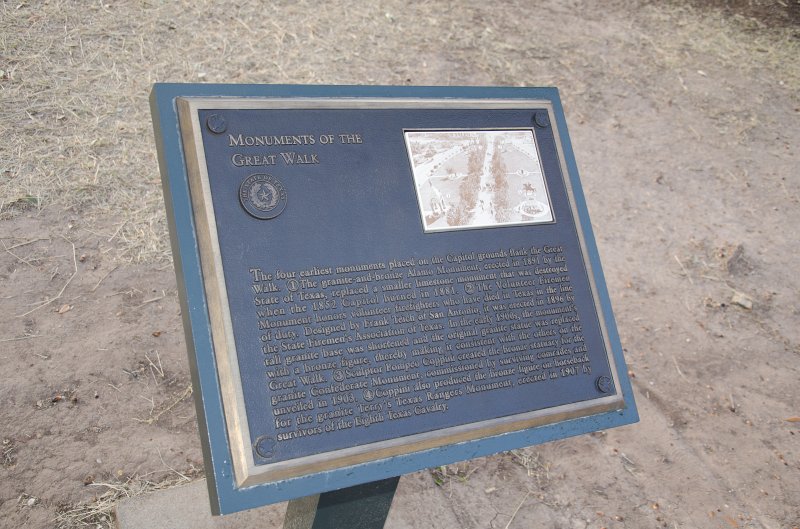 MONUMENTS OF THE
GREAT WALK
THE STATE OF TEXAS
The four earliest monuments placed on the Capitol grounds flank the Great
Walk. ① The granite-and-bronze Alamo Monument, erected in 1891 by the
State of Texas, replaced a smaller limestone monument that was destroyed
when the 1852 Capitol burned in 1881. ② The Volunteer Firemen
Monument honors volunteer firefighters who have died in Texas in the line
of duty. Designed by Frank Teich of San Antonio, it was erected in 1896 by
the State Firemen's Association of Texas. In the early 1900s, the monument's
tall granite base was shortened and the original granite statue was replaced
with a bronze figure, thereby making it consistent with the others on the
Great Walk. ③ Sculptor Pompeo Coppini created the bronze statuary for the
granite Confederate Monument, commissioned by surviving comrades and
unveiled in 1903. ④ Coppini also produced the bronze figure on horseback
for the granite Terry's Texas Rangers Monument, erected in 1907 by
survivors of the Eighth Texas Cavalry.